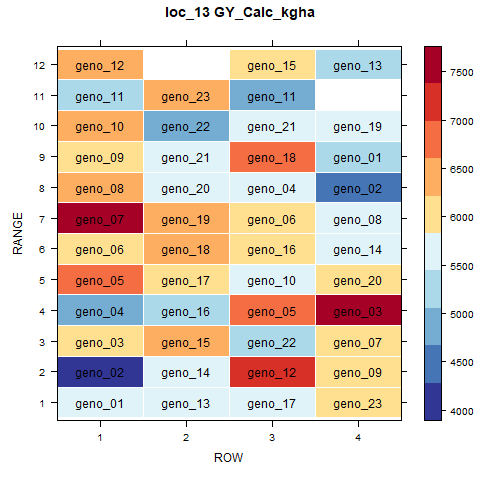 loc_13 GY_Calc_kgha
12 geno_12 geno_15 geno_13
11 geno_11 geno_23 geno_11
10 geno_10 geno_22 geno_21 geno_19
9 geno_09 geno_21 geno_18 geno_01
8 geno_08 geno_20 geno_04 geno_02
7 geno_07 geno_19 geno_06 geno_08
6 geno_06 geno_18 geno_16 geno_14
5 geno_05 geno_17 geno_10 geno_20
4 geno_04 geno_16 geno_05 geno_03
3 geno_03 geno_15 geno_22 geno_07
2 geno_02 geno_14 geno_12 geno_09
1 geno_01 geno_13 geno_17 geno_23
1 2 3 4
ROW
RANGE
7500
7000
6500
6000
5500
5000
4500
4000